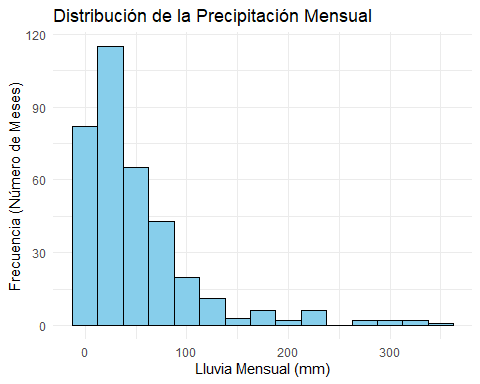 Distribución de la Precipitación Mensual
Frecuencia (Número de Meses)
120
90
60
30
0
0 100 200 300
Lluvia Mensual (mm)